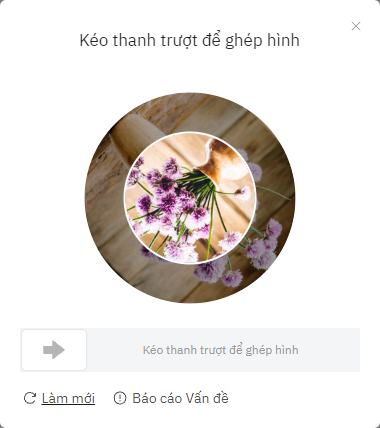 Kéo thanh trượt để ghép hình
Kéo thanh trượt để ghép hình
Làm mới
Báo cáo Vấn đề